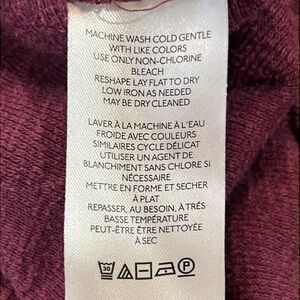 MACHINE WASH COLD GENTLE
WITH LIKE COLORS
USE ONLY NON-CHLORINE
BLEACH
RESHAPE LAY FLAT TO DRY
LOW IRON AS NEEDED
MAY BE DRY CLEANED
LAVER À LA MACHINE À L'EAU
FROIDE AVEC COULEURS
SIMILAIRES CYCLE DÉLICAT
UTILISER UN AGENT DE
BLANCHIMENT SANS CHLORE SI
NÉCESSAIRE
METTRE EN FORME ET SECHER
À PLAT
REPASSER, AU BESOIN, À TRÉS
BASSE TEMPÉRATURE
PEUT-ÊTRE ÊTRE NETTOYÉE
À SEC
30 P